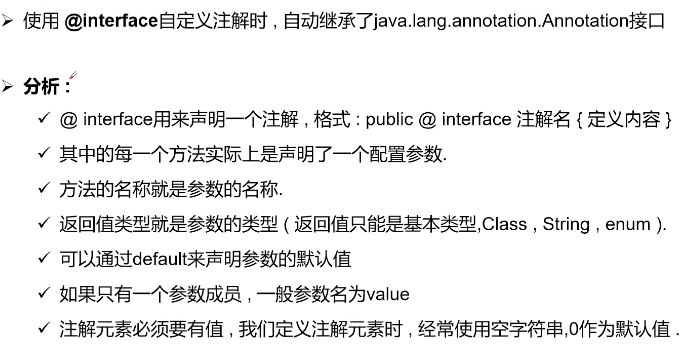 ➢ 使用 @interface自定义注解时 , 自动继承了java.lang.annotation.Annotation接口
➢ 分析 :
✓ @ interface用来声明一个注解 , 格式 : public @ interface 注解名 { 定义内容 }
✓ 其中的每一个方法实际上是声明了一个配置参数.
✓ 方法的名称就是参数的名称.
✓ 返回值类型就是参数的类型 ( 返回值只能是基本类型,Class , String , enum ).
✓ 可以通过default来声明参数的默认值
✓ 如果只有一个参数成员 , 一般参数名为value
✓ 注解元素必须要有值 , 我们定义注解元素时 , 经常使用空字符串,0作为默认值 .